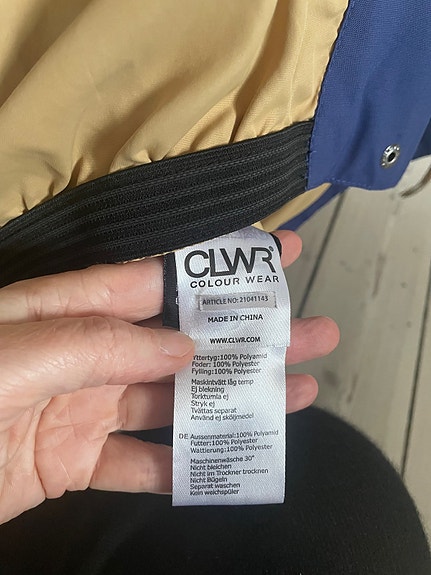 CLWR®
COLOUR WEAR
ARTICLE NO: 21041143
MADE IN CHINA
WWW.CLWR.COM
Yttertyg:100% Polyamid
Foder: 100% Polyester
Fyllng:100% Polyester
Maskintvätt låg temp
Ej blekning
Torktumla ej
Stryk ej
Tvättas separat
Använd ej sköljmedel
DE Aussermaterial:100% Polyamid
Futter:100% Polyester
Wattierung:100% Polyester
Maschinenwäsche 30°
Nicht bleichen
Nicht im Trockner trocknen
Nicht Bügeln
Separat waschen
Kein weichspüler